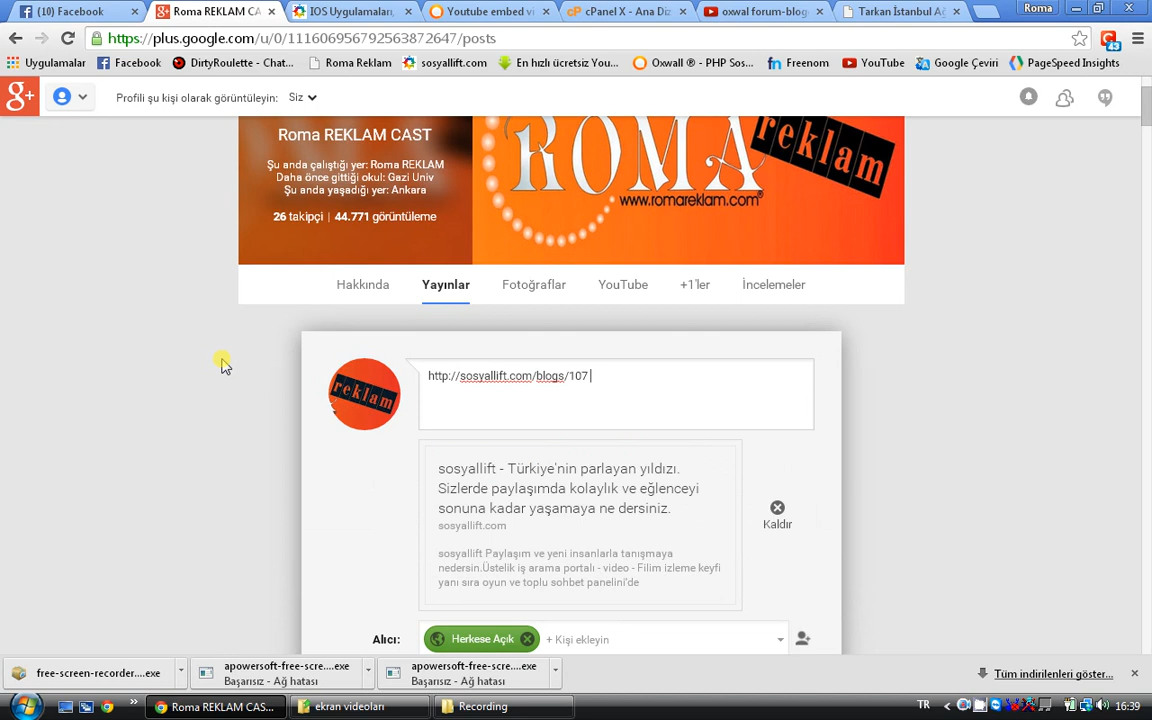 (10) Facebook
Roma REKLAM CA
IOS Uygulamaları,
Youtube embed vi
cPanel X - Ana Diz
oxwal forum-blog
Tarkan İstanbul Ağ
Roma
https://plus.google.com/u/0/111606956792563872647/posts
43
Uygulamalar
Facebook
DirtyRoulette - Chat...
Roma Reklam
sosyallift.com
En hızlı ücretsiz You...
Oxwall ® - PHP Sos...
Freenom
YouTube
Google Çeviri
PageSpeed Insights
g+
Profili şu kişi olarak görüntüleyin:
Siz
Roma REKLAM CAST
Şu anda çalıştığı yer: Roma REKLAM
Daha önce gittiği okul: Gazi Univ
Şu anda yaşadığı yer: Ankara
26 takipçi | 44.771 görüntüleme
ROMA
reklam
www.romareklam.com
Hakkında
Yayınlar
Fotoğraflar
YouTube
+1'ler
İncelemeler
reklam
http://sosyallift.com/blogs/107
sosyallift - Türkiye'nin parlayan yıldızı.
Sizlerde paylaşımda kolaylık ve eğlenceyi
sonuna kadar yaşamaya ne dersiniz.
sosyallift.com
sosyallift Paylaşım ve yeni insanlarla tanışmaya
nedersin.Üstelik iş arama portalı - video - Filim izleme keyfi
yanı sıra oyun ve toplu sohbet panelini'de
Kaldır
Alıcı:
Herkese Açık
+ Kişi ekleyin
free-screen-recorder....exe
apowersoft-free-scre....exe
Başarısız - Ağ hatası
apowersoft-free-scre....exe
Başarısız - Ağ hatası
Tüm indirilenleri göster...
Roma REKLAM CAS...
ekran videoları
Recording
TR
16:39